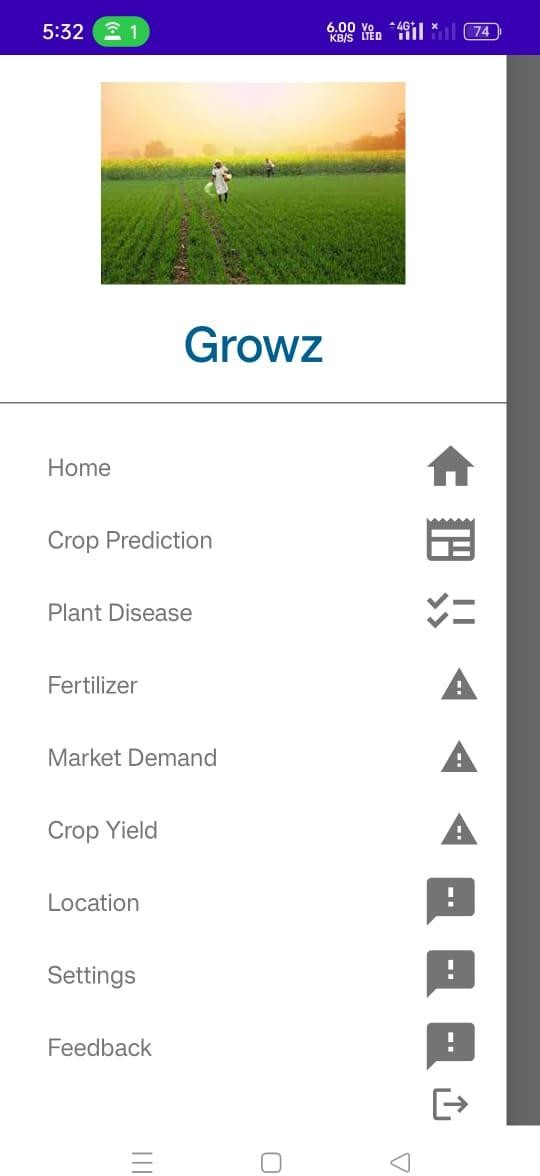 5:32 1 6.00 KB/S Vo LTED 4G+ 74
Growz
Home
Crop Prediction
Plant Disease
Fertilizer
Market Demand
Crop Yield
Location
Settings
Feedback